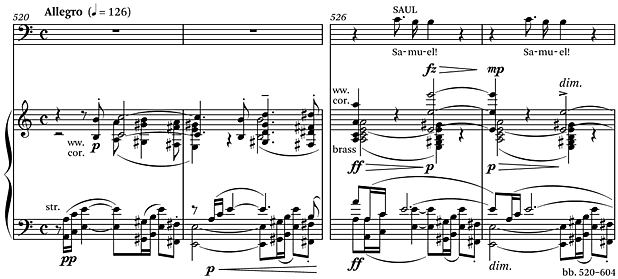 Allegro (♩ = 126)
520
526
SAUL
Sa-mu-el! Sa-mu-el!
fz mp dim.
ww.
cor.
p
ww.
cor.
brass
ff p p
str.
pp p ff dim.
bb. 520–604